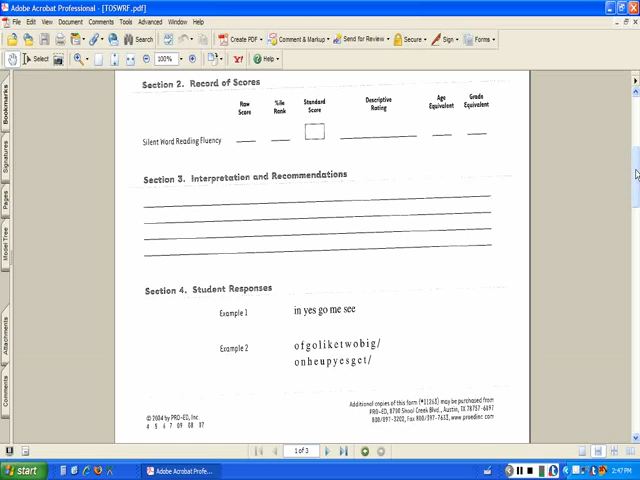 Adobe Acrobat Professional - [TOSWRF.pdf]
File Edit View Document Comments Tools Advanced Window Help
Search Create PDF Comment & Markup Send for Review Secure Sign Forms
Select 100% Help
Bookmarks
Signatures
Pages
Model Tree
Attachments
Comments
Section 2. Record of Scores
Raw Score %ile Rank Standard Score Descriptive Rating Age Equivalent Grade Equivalent
Silent Word Reading Fluency
Section 3. Interpretation and Recommendations
Section 4. Student Responses
Example 1 in yes go me see
Example 2 o f g o l i k e t w o b i g /
o n h e u p y e s g e t /
© 2004 by PRO-ED, Inc.
4 5 6 7 09 08 07
Additional copies of this form (#11263) may be purchased from
PRO-ED, 8700 Shoal Creek Blvd., Austin, TX 78757-6897
800/897-3202, Fax 800/397-7633, www.proedinc.com
1 of 3
start
Adobe Acrobat Profe...
2:47 PM